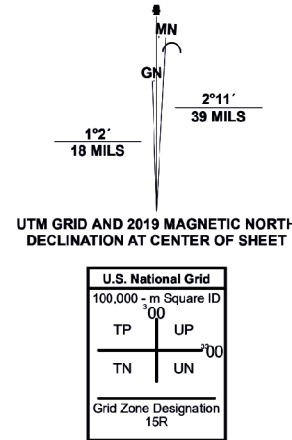 MN
GN
2°11´
39 MILS
1°2´
18 MILS
UTM GRID AND 2019 MAGNETIC NORTH
DECLINATION AT CENTER OF SHEET
U.S. National Grid
100,000 - m Square ID
³00
TP UP
00
TN UN
Grid Zone Designation
15R